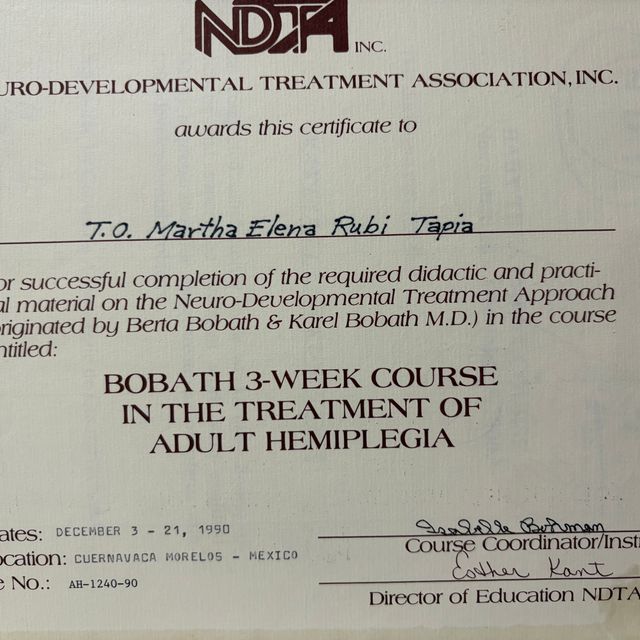 NDTA INC.
URO-DEVELOPMENTAL TREATMENT ASSOCIATION, INC.
awards this certificate to
T.O. Martha Elena Rubi Tapia
or successful completion of the required didactic and practi-
al material on the Neuro-Developmental Treatment Approach
originated by Berta Bobath & Karel Bobath M.D.) in the course
ntitled:
BOBATH 3-WEEK COURSE
IN THE TREATMENT OF
ADULT HEMIPLEGIA
ates: DECEMBER 3 - 21, 1990
ocation: CUERNAVACA MORELOS - MEXICO
e No.: AH-1240-90
Isabelle Bohman
Course Coordinator/Inst
Esther Kant
Director of Education NDTA